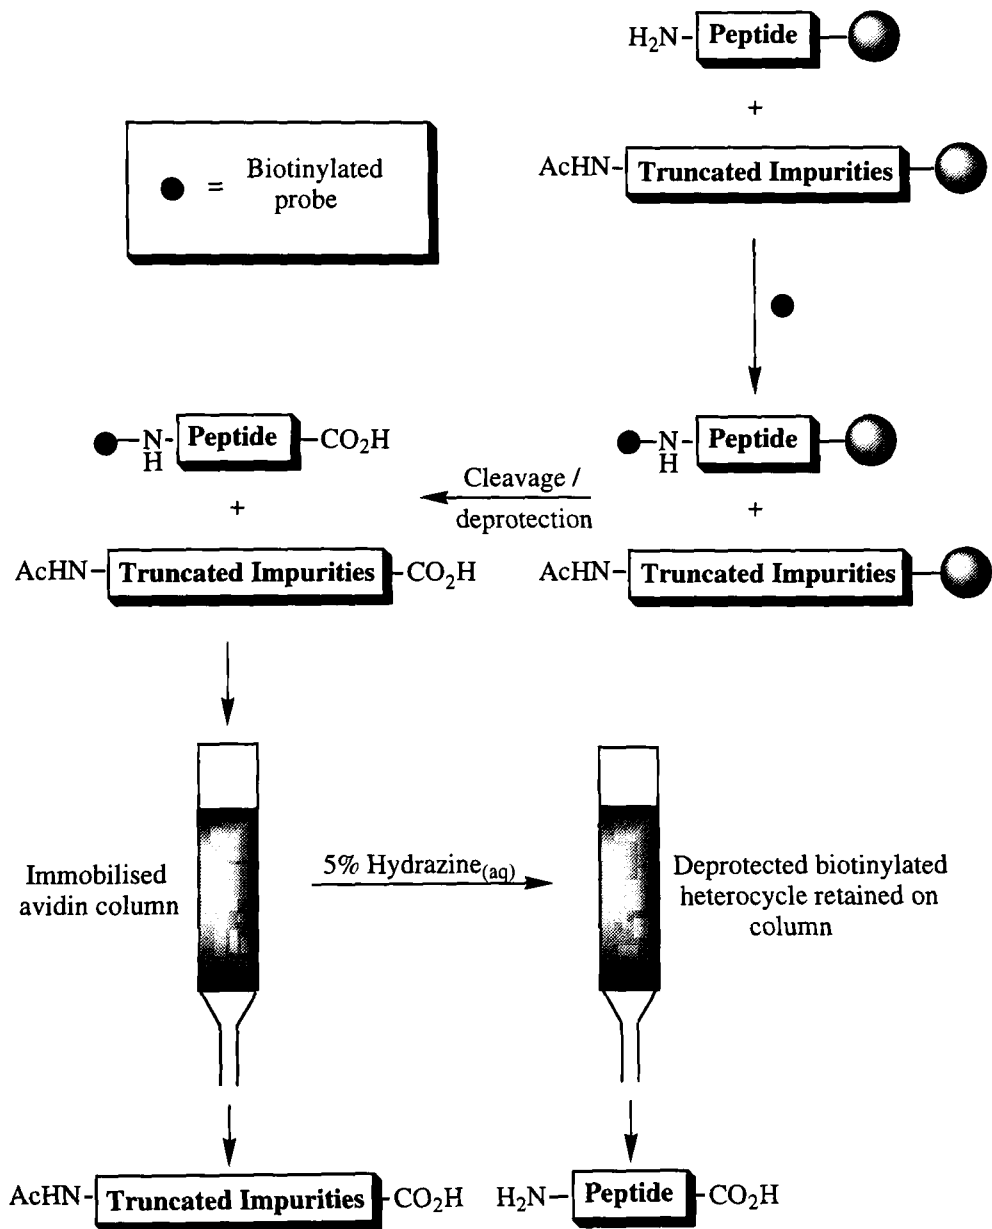 H₂N- Peptide
+
AcHN- Truncated Impurities
● = Biotinylated
probe
N- Peptide -CO₂H
H
+
AcHN- Truncated Impurities -CO₂H
Cleavage /
deprotection
N- Peptide
H
+
AcHN- Truncated Impurities
Immobilised
avidin column
5% Hydrazine(aq)
Deprotected biotinylated
heterocycle retained on
column
AcHN- Truncated Impurities -CO₂H
H₂N- Peptide -CO₂H